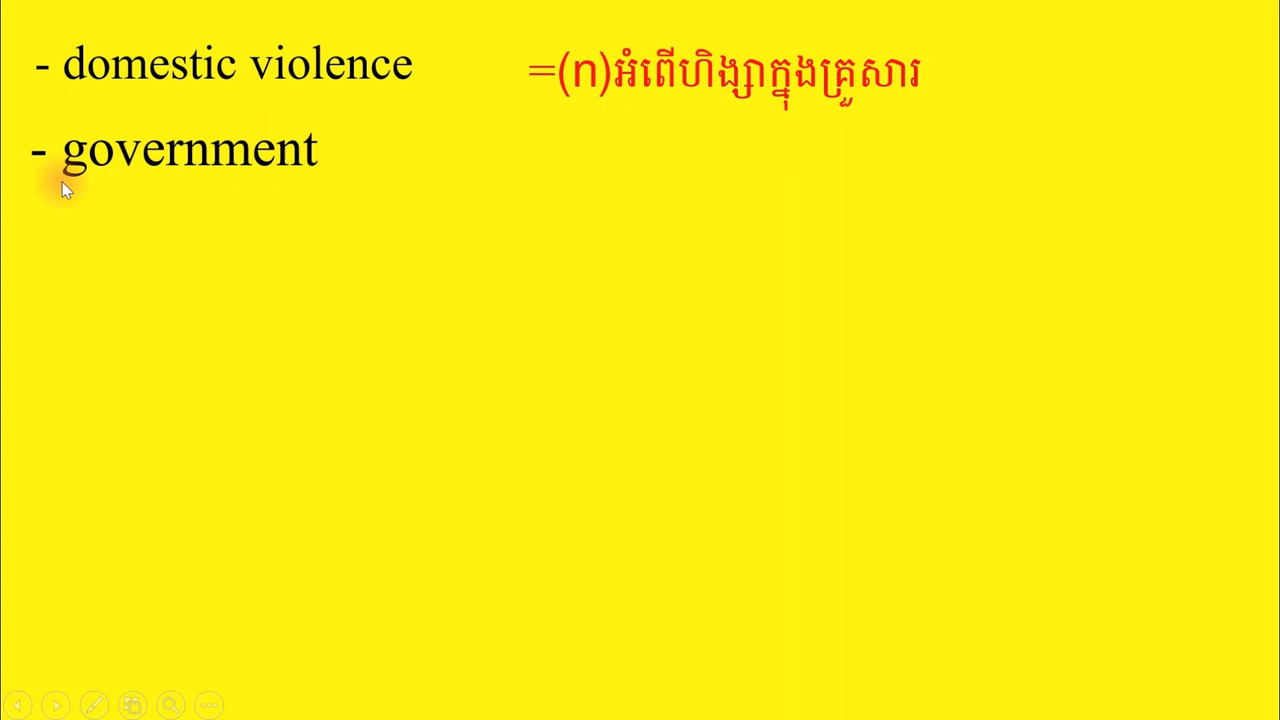 - domestic violence =(n)អំពើហិង្សាក្នុងគ្រួសារ
- government